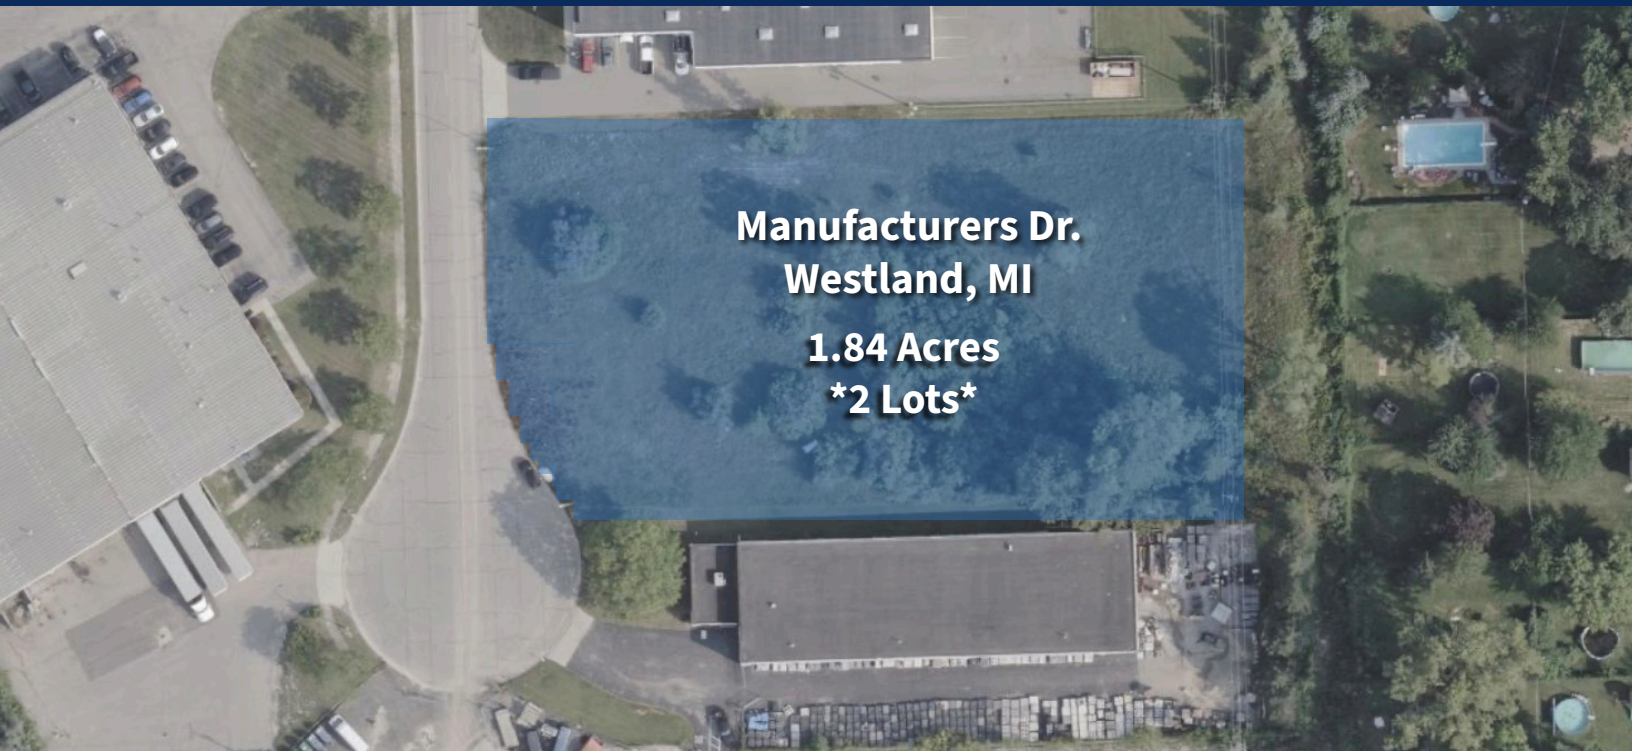 Manufacturers Dr.
Westland, MI
1.84 Acres
*2 Lots*